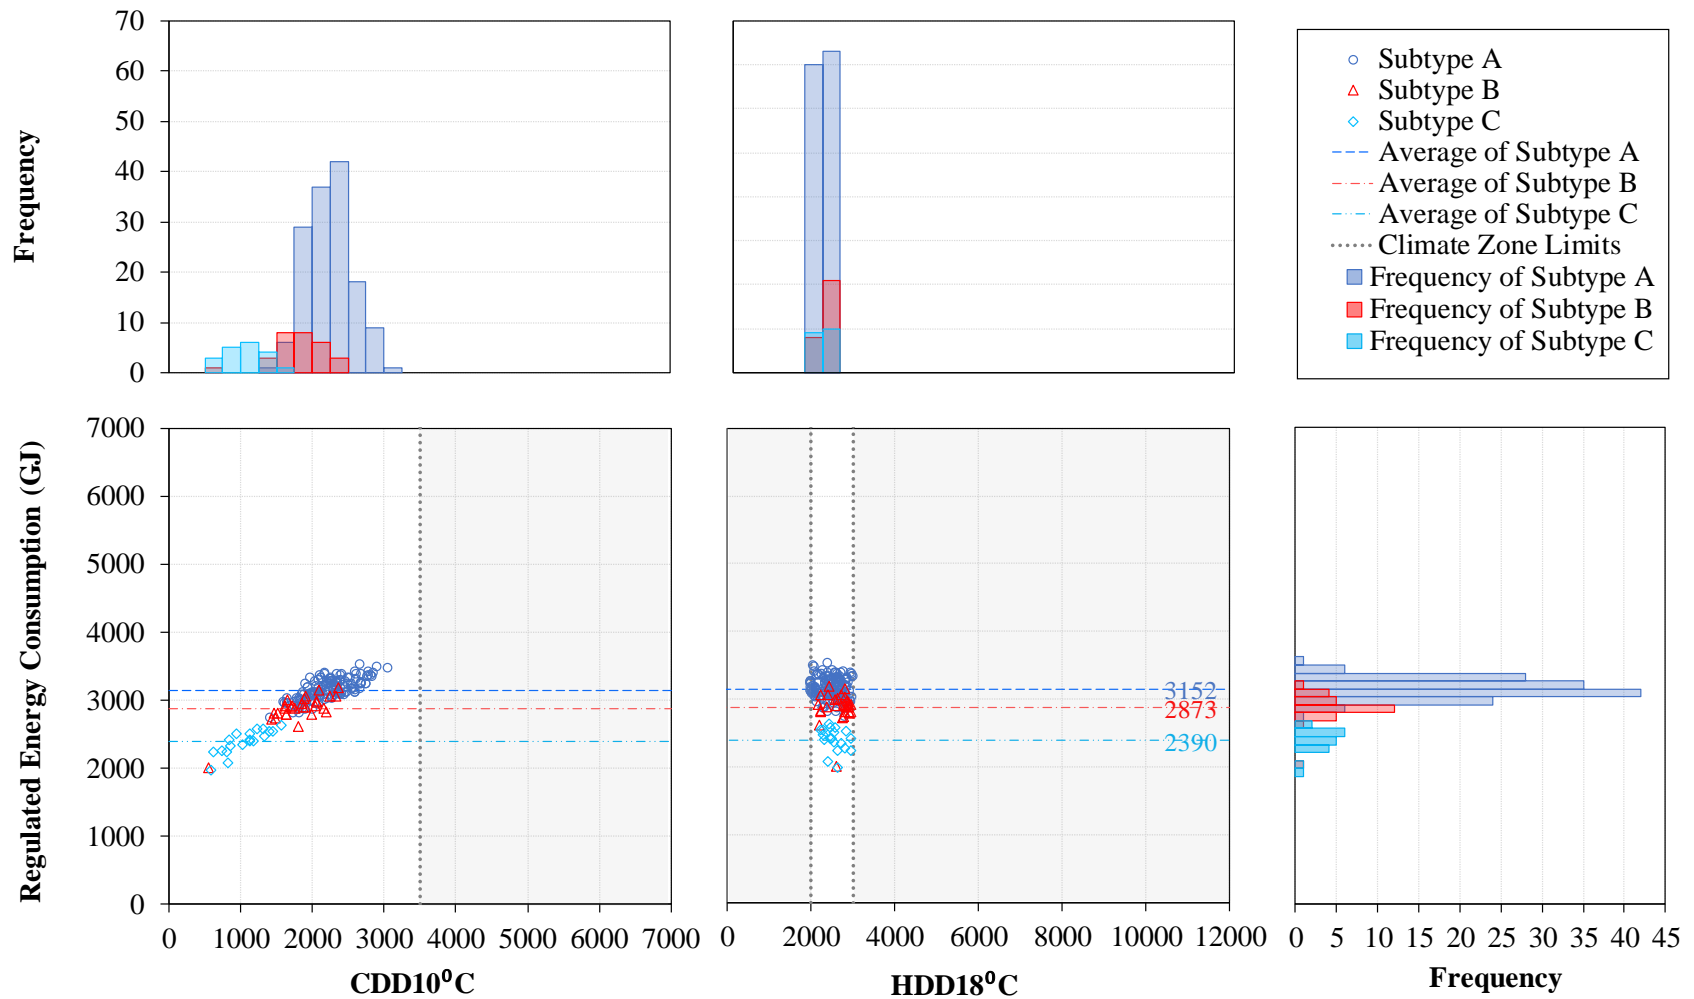 Frequency
70
60
50
40
30
20
10
0
Subtype A
Subtype B
Subtype C
Average of Subtype A
Average of Subtype B
Average of Subtype C
Climate Zone Limits
Frequency of Subtype A
Frequency of Subtype B
Frequency of Subtype C
Regulated Energy Consumption (GJ)
7000
6000
5000
4000
3000
2000
1000
0
0 1000 2000 3000 4000 5000 6000 7000
CDD10⁰C
3152
2873
2390
0 2000 4000 6000 8000 10000 12000
HDD18⁰C
0 5 10 15 20 25 30 35 40 45
Frequency